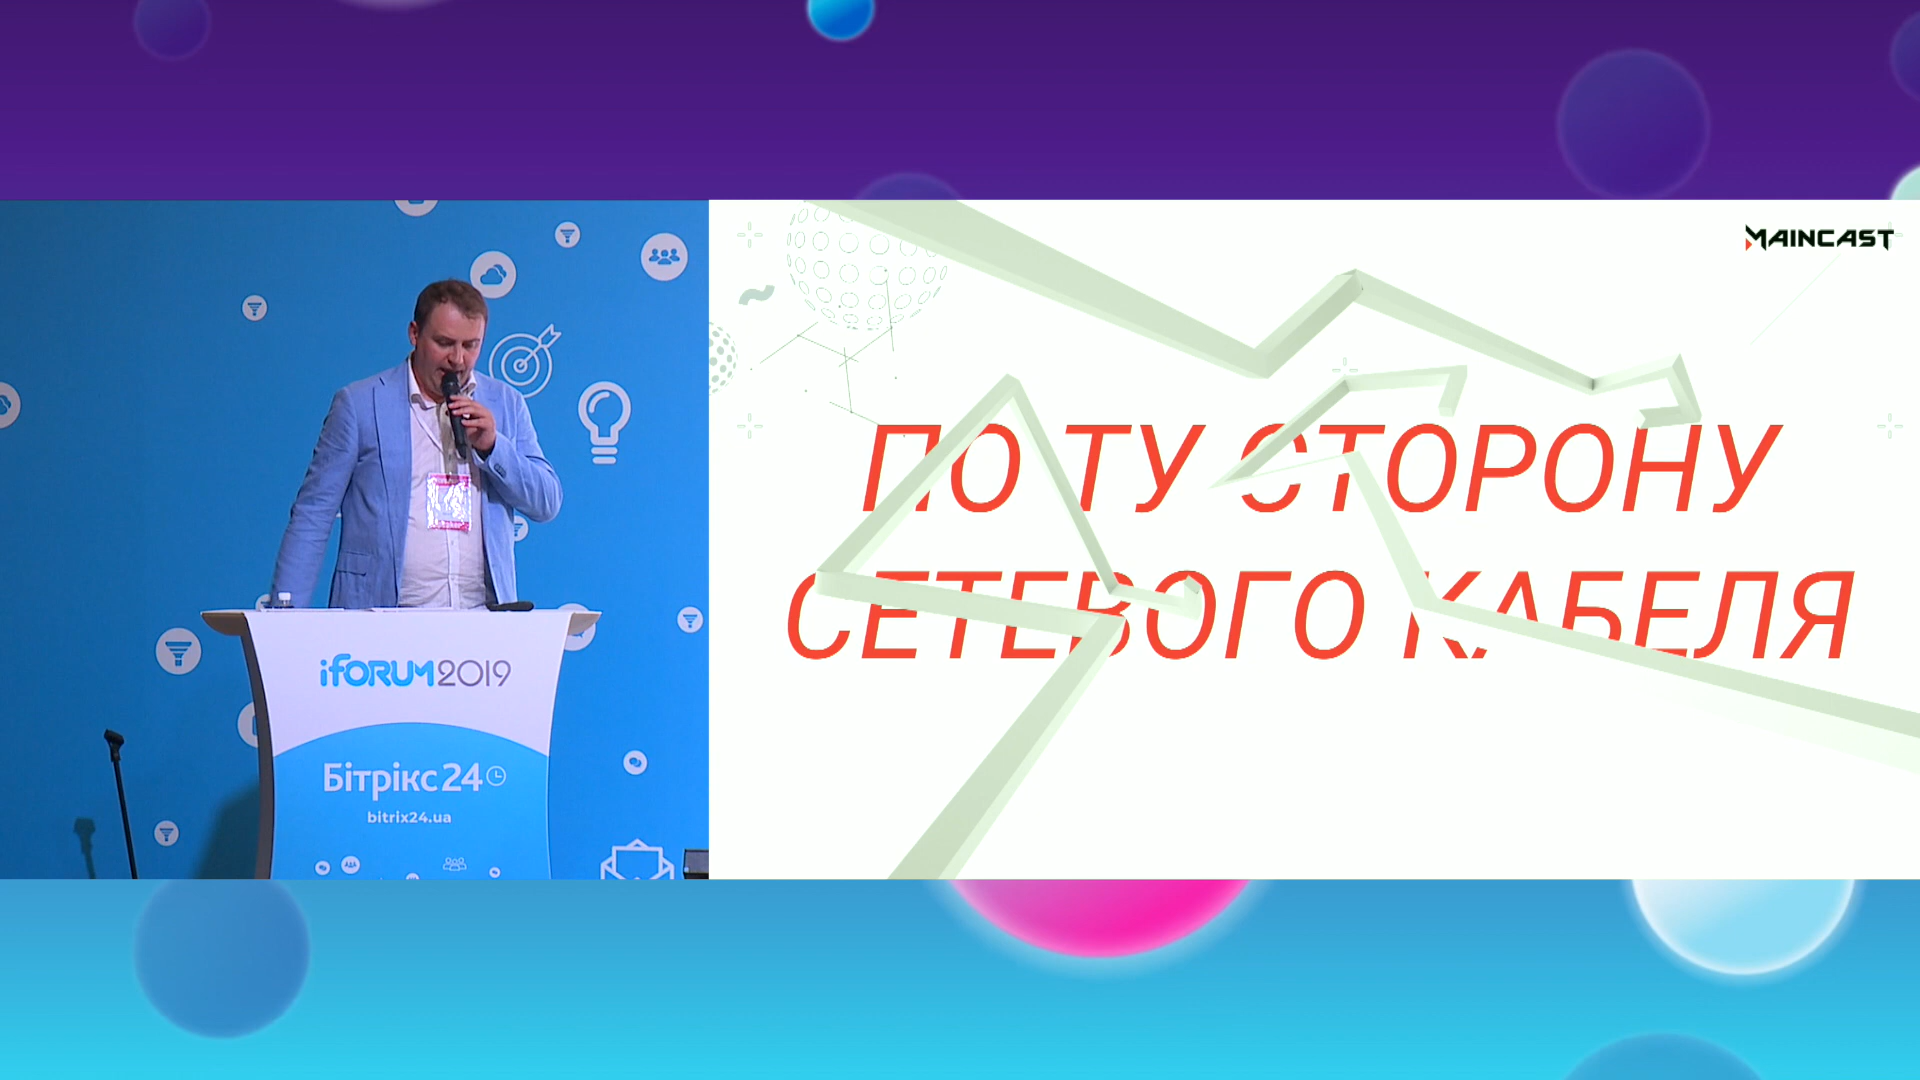 iFORUM2019
Бітрікс24
bitrix24.ua
MAINCAST
ПО ТУ СТОРОНУ
СЕТЕВОГО КАБЕЛЯ